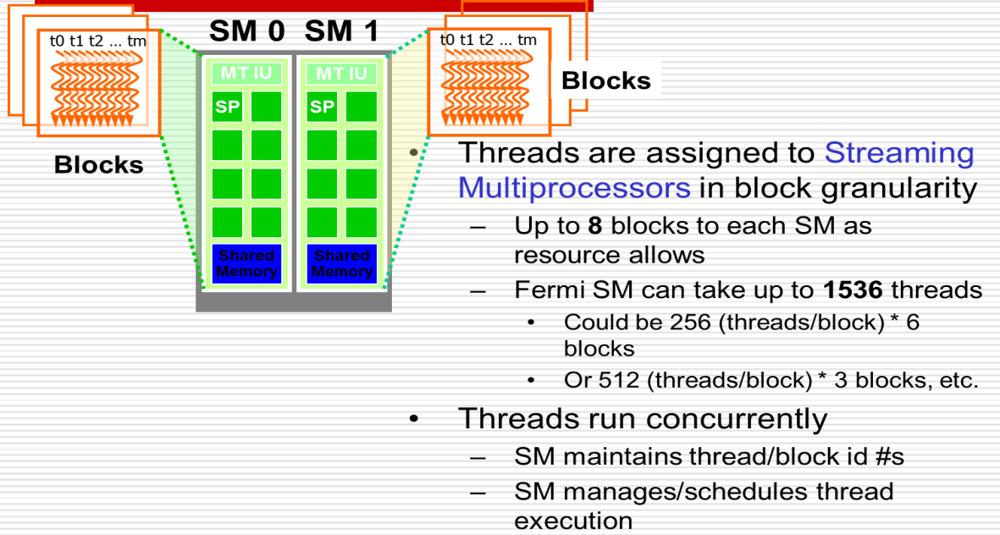 SM 0 SM 1
t0 t1 t2 ... tm
t0 t1 t2 ... tm
MT IU
MT IU
SP
SP
Blocks
Blocks
Shared
Memory
Shared
Memory
• Threads are assigned to Streaming
Multiprocessors in block granularity
– Up to 8 blocks to each SM as
resource allows
– Fermi SM can take up to 1536 threads
• Could be 256 (threads/block) * 6
blocks
• Or 512 (threads/block) * 3 blocks, etc.
• Threads run concurrently
– SM maintains thread/block id #s
– SM manages/schedules thread
execution